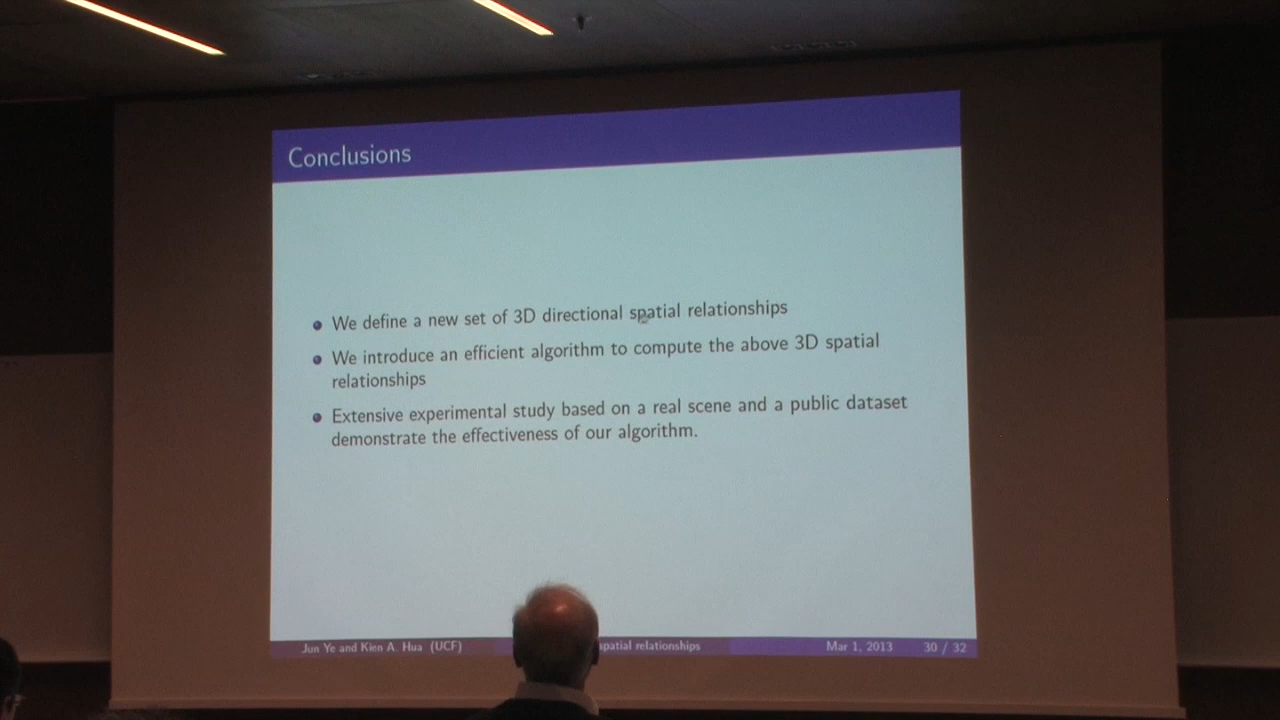 Conclusions
We define a new set of 3D directional spatial relationships
We introduce an efficient algorithm to compute the above 3D spatial
relationships
Extensive experimental study based on a real scene and a public dataset
demonstrate the effectiveness of our algorithm.
Jun Ye and Kien A. Hua (UCF) spatial relationships Mar 1, 2013 30 / 32